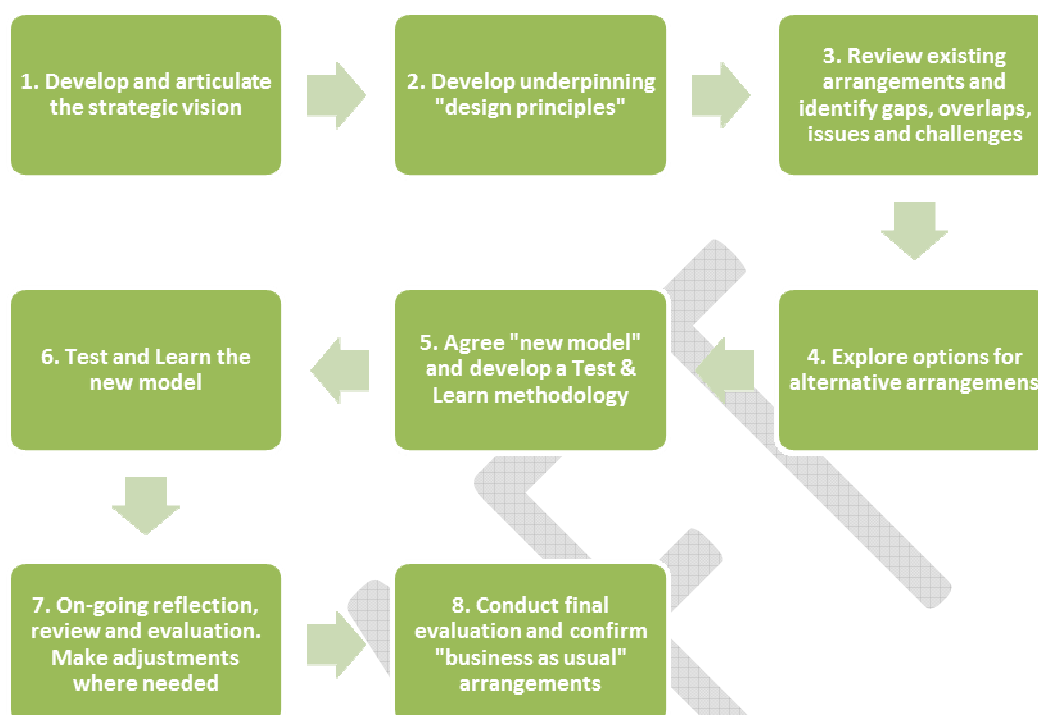 1. Develop and articulate
the strategic vision
2. Develop underpinning
"design principles"
3. Review existing
arrangements and
identify gaps, overlaps,
issues and challenges
4. Explore options for
alternative arrangemens
5. Agree "new model"
and develop a Test &
Learn methodology
6. Test and Learn the
new model
7. On-going reflection,
review and evaluation.
Make adjustments
where needed
8. Conduct final
evaluation and confirm
"business as usual"
arrangements